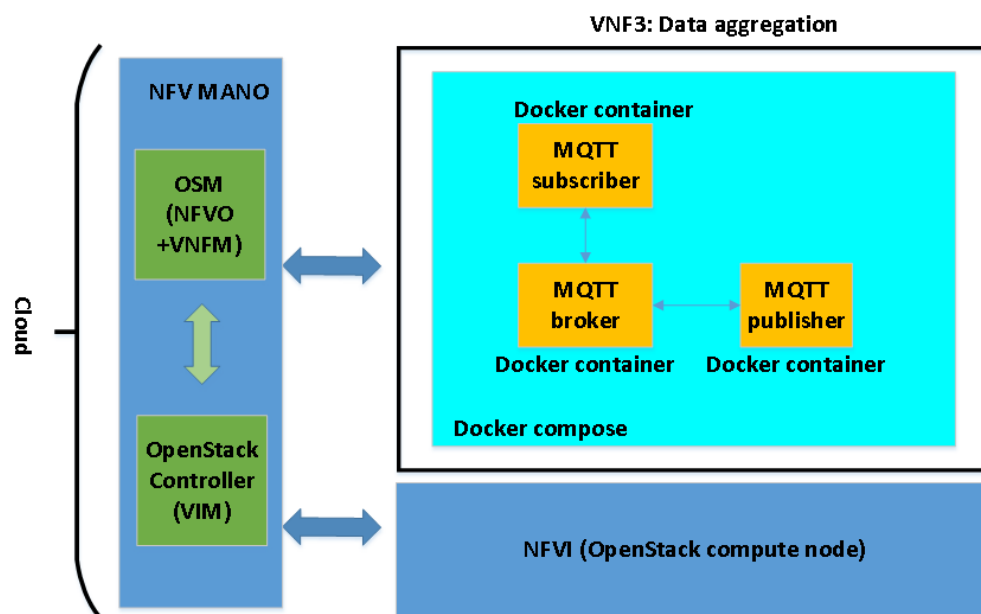 VNF3: Data aggregation
NFV MANO
Docker container
MQTT
subscriber
OSM
(NFVO
+VNFM)
MQTT
broker
MQTT
publisher
Cloud
Docker container
Docker container
Docker compose
OpenStack
Controller
(VIM)
NFVI (OpenStack compute node)